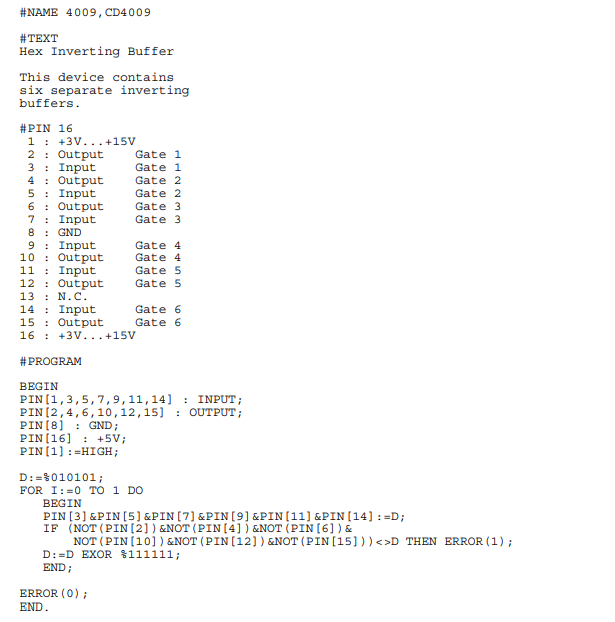 #NAME 4009,CD4009
#TEXT
Hex Inverting Buffer
This device contains
six separate inverting
buffers.
#PIN 16
1 : +3V...+15V
2 : Output Gate 1
3 : Input Gate 1
4 : Output Gate 2
5 : Input Gate 2
6 : Output Gate 3
7 : Input Gate 3
8 : GND
9 : Input Gate 4
10 : Output Gate 4
11 : Input Gate 5
12 : Output Gate 5
13 : N.C.
14 : Input Gate 6
15 : Output Gate 6
16 : +3V...+15V
#PROGRAM
BEGIN
PIN[1,3,5,7,9,11,14] : INPUT;
PIN[2,4,6,10,12,15] : OUTPUT;
PIN[8] : GND;
PIN[16] : +5V;
PIN[1]:=HIGH;
D:=%010101;
FOR I:=0 TO 1 DO
BEGIN
PIN[3]&PIN[5]&PIN[7]&PIN[9]&PIN[11]&PIN[14]:=D;
IF (NOT(PIN[2])&NOT(PIN[4])&NOT(PIN[6])&
NOT(PIN[10])&NOT(PIN[12])&NOT(PIN[15]))<>D THEN ERROR(1);
D:=D EXOR %111111;
END;
ERROR(0);
END.